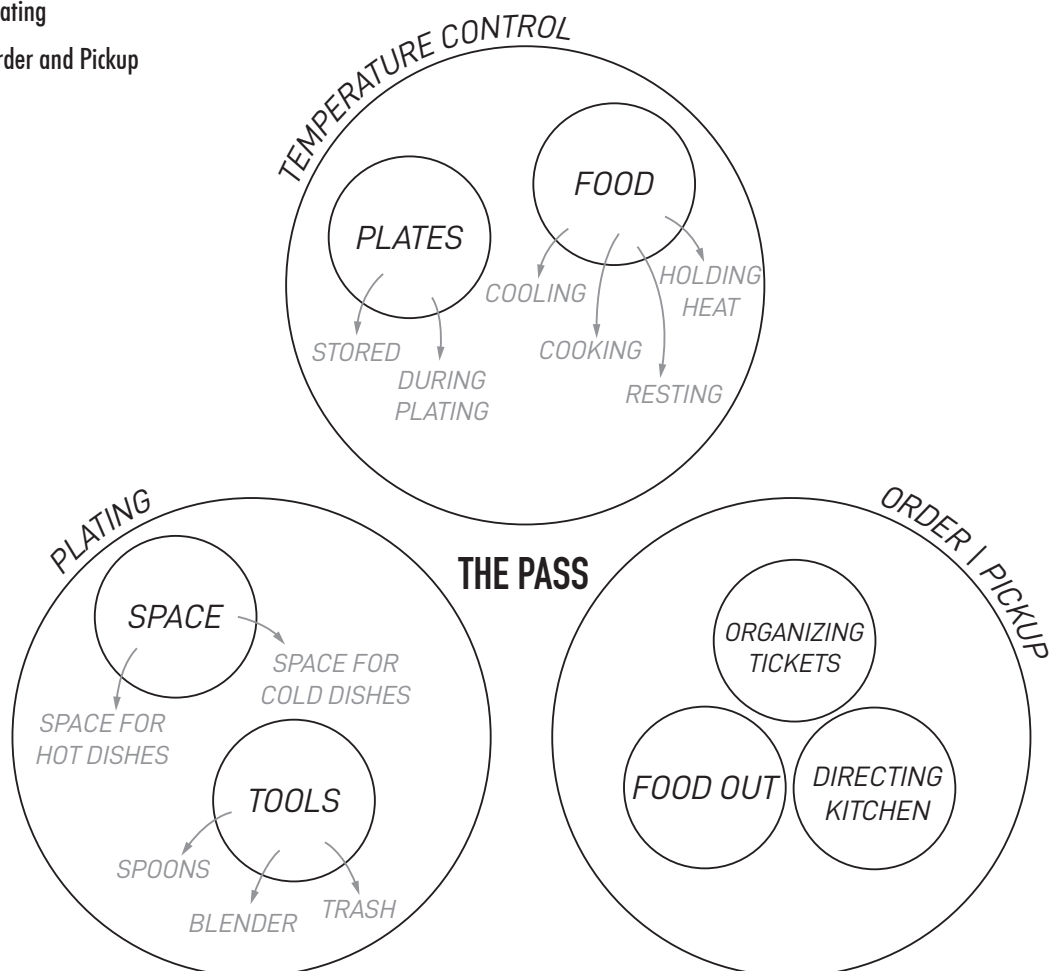 ating
rder and Pickup
TEMPERATURE CONTROL
PLATES
STORED
DURING
PLATING
FOOD
COOLING
COOKING
RESTING
HOLDING
HEAT
THE PASS
PLATING
SPACE
SPACE FOR
COLD DISHES
SPACE FOR
HOT DISHES
TOOLS
SPOONS
BLENDER
TRASH
ORDER | PICKUP
ORGANIZING
TICKETS
FOOD OUT
DIRECTING
KITCHEN